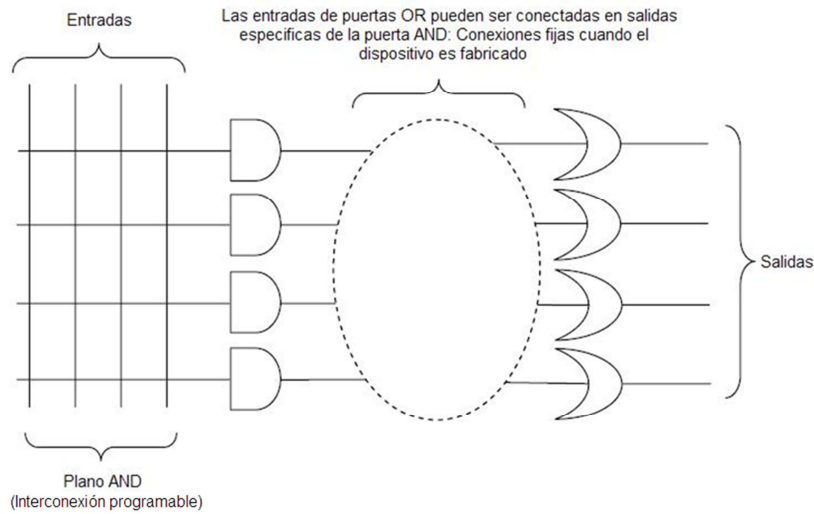 Entradas
Las entradas de puertas OR pueden ser conectadas en salidas
especificas de la puerta AND: Conexiones fijas cuando el
dispositivo es fabricado
Salidas
Plano AND
(Interconexión programable)